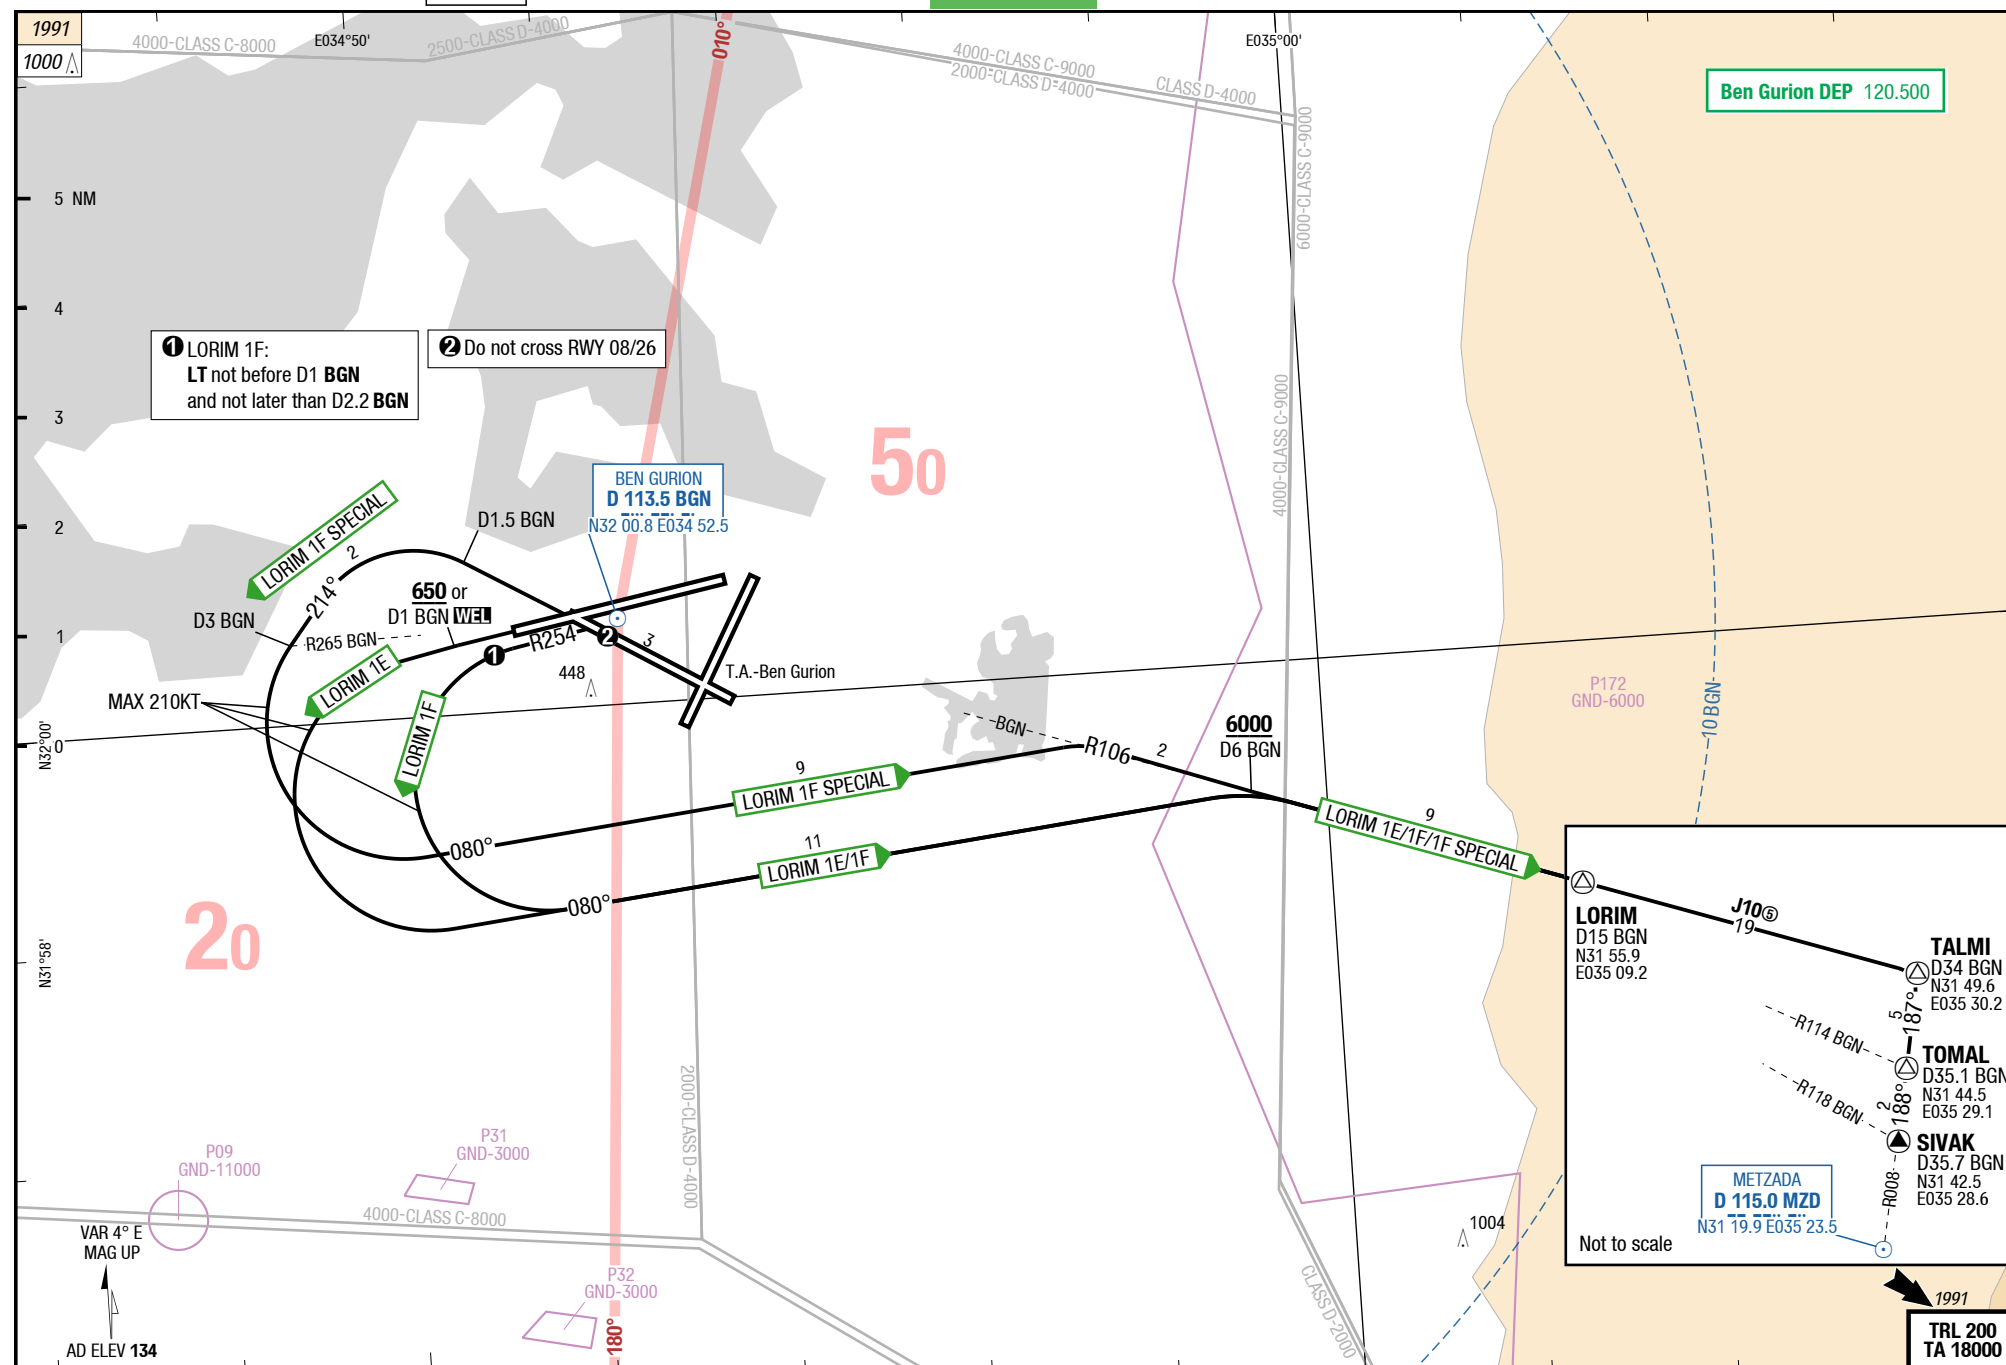 1991
1000
4000-CLASS C-8000
E034°50'
2500-CLASS D-4000
010°
4000-CLASS C-9000
2000-CLASS D-4000
CLASS D-4000
E035°00'
6000-CLASS C-9000
Ben Gurion DEP 120.500
5 NM
4
3
2
1
0
1 LORIM 1F:
LT not before D1 BGN
and not later than D2.2 BGN
2 Do not cross RWY 08/26
50
4000-CLASS C-9000
BEN GURION
D 113.5 BGN
N32 00.8 E034 52.5
LORIM 1F SPECIAL
2
D1.5 BGN
214°
650 or
D1 BGN WEL
D3 BGN
R265 BGN
R254
1
2
3
LORIM 1E
448
T.A.-Ben Gurion
MAX 210KT
LORIM 1F
N32°00'
P172
GND-6000
10 BGN
BGN
R106
2
6000
D6 BGN
9
LORIM 1F SPECIAL
080°
11
LORIM 1E/1F
080°
9
LORIM 1E/1F/1F SPECIAL
20
N31°58'
LORIM
D15 BGN
N31 55.9
E035 09.2
J10⑤
19
TALMI
D34 BGN
N31 49.6
E035 30.2
5
187°
R114 BGN
TOMAL
D35.1 BGN
N31 44.5
E035 29.1
R118 BGN
2
188°
SIVAK
D35.7 BGN
N31 42.5
E035 28.6
R008
METZADA
D 115.0 MZD
N31 19.9 E035 23.5
Not to scale
2000-CLASS D-4000
P09
GND-11000
P31
GND-3000
4000-CLASS C-8000
P32
GND-3000
180°
VAR 4° E
MAG UP
AD ELEV 134
1004
CLASS D-2000
1991
TRL 200
TA 18000